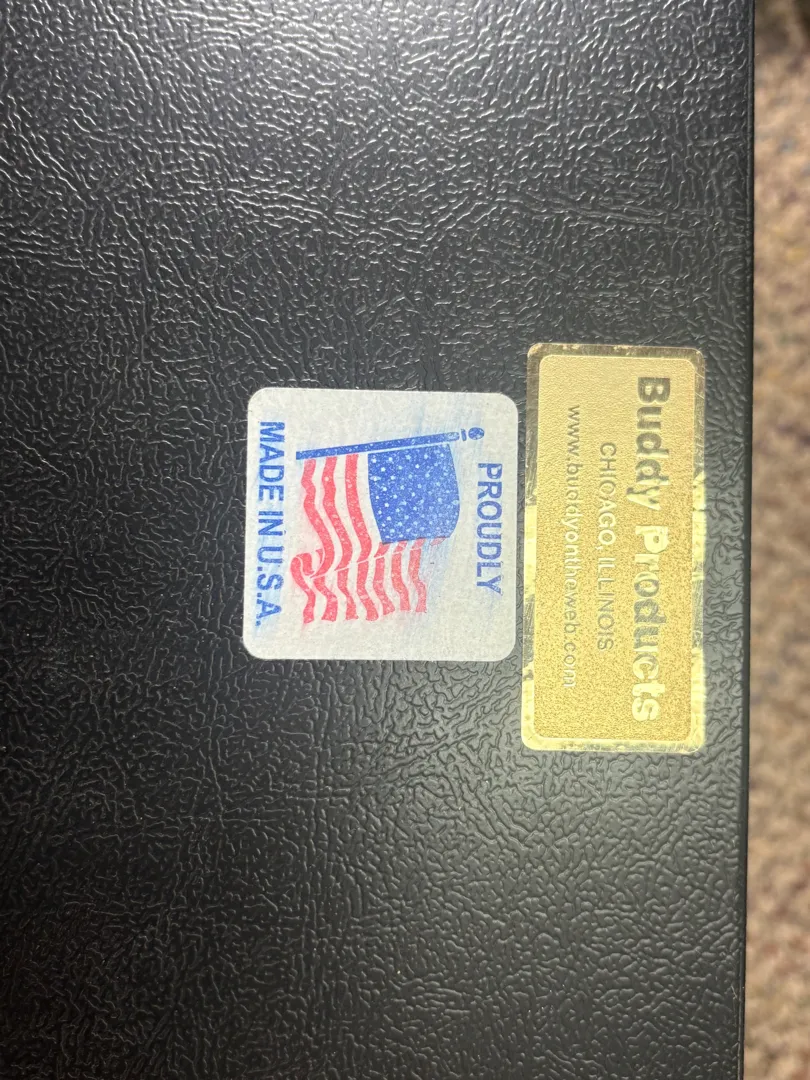 Buddy Products
CHICAGO, ILLINOIS
www.buddyontheweb.com
PROUDLY
MADE IN U.S.A.